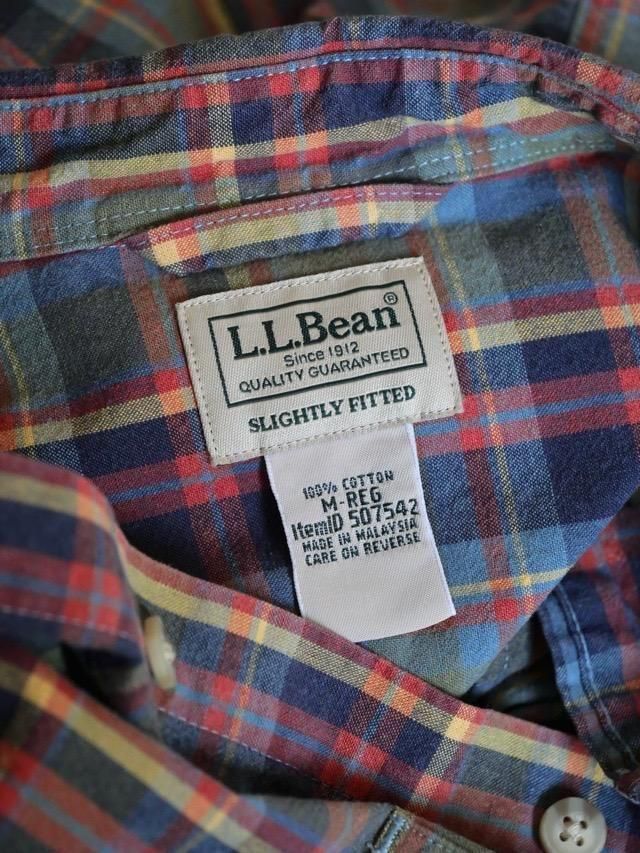 L.L.Bean®
Since 1912
QUALITY GUARANTEED
SLIGHTLY FITTED
100% COTTON
M-REG
ItemID 507542
MADE IN MALAYSIA
CARE ON REVERSE